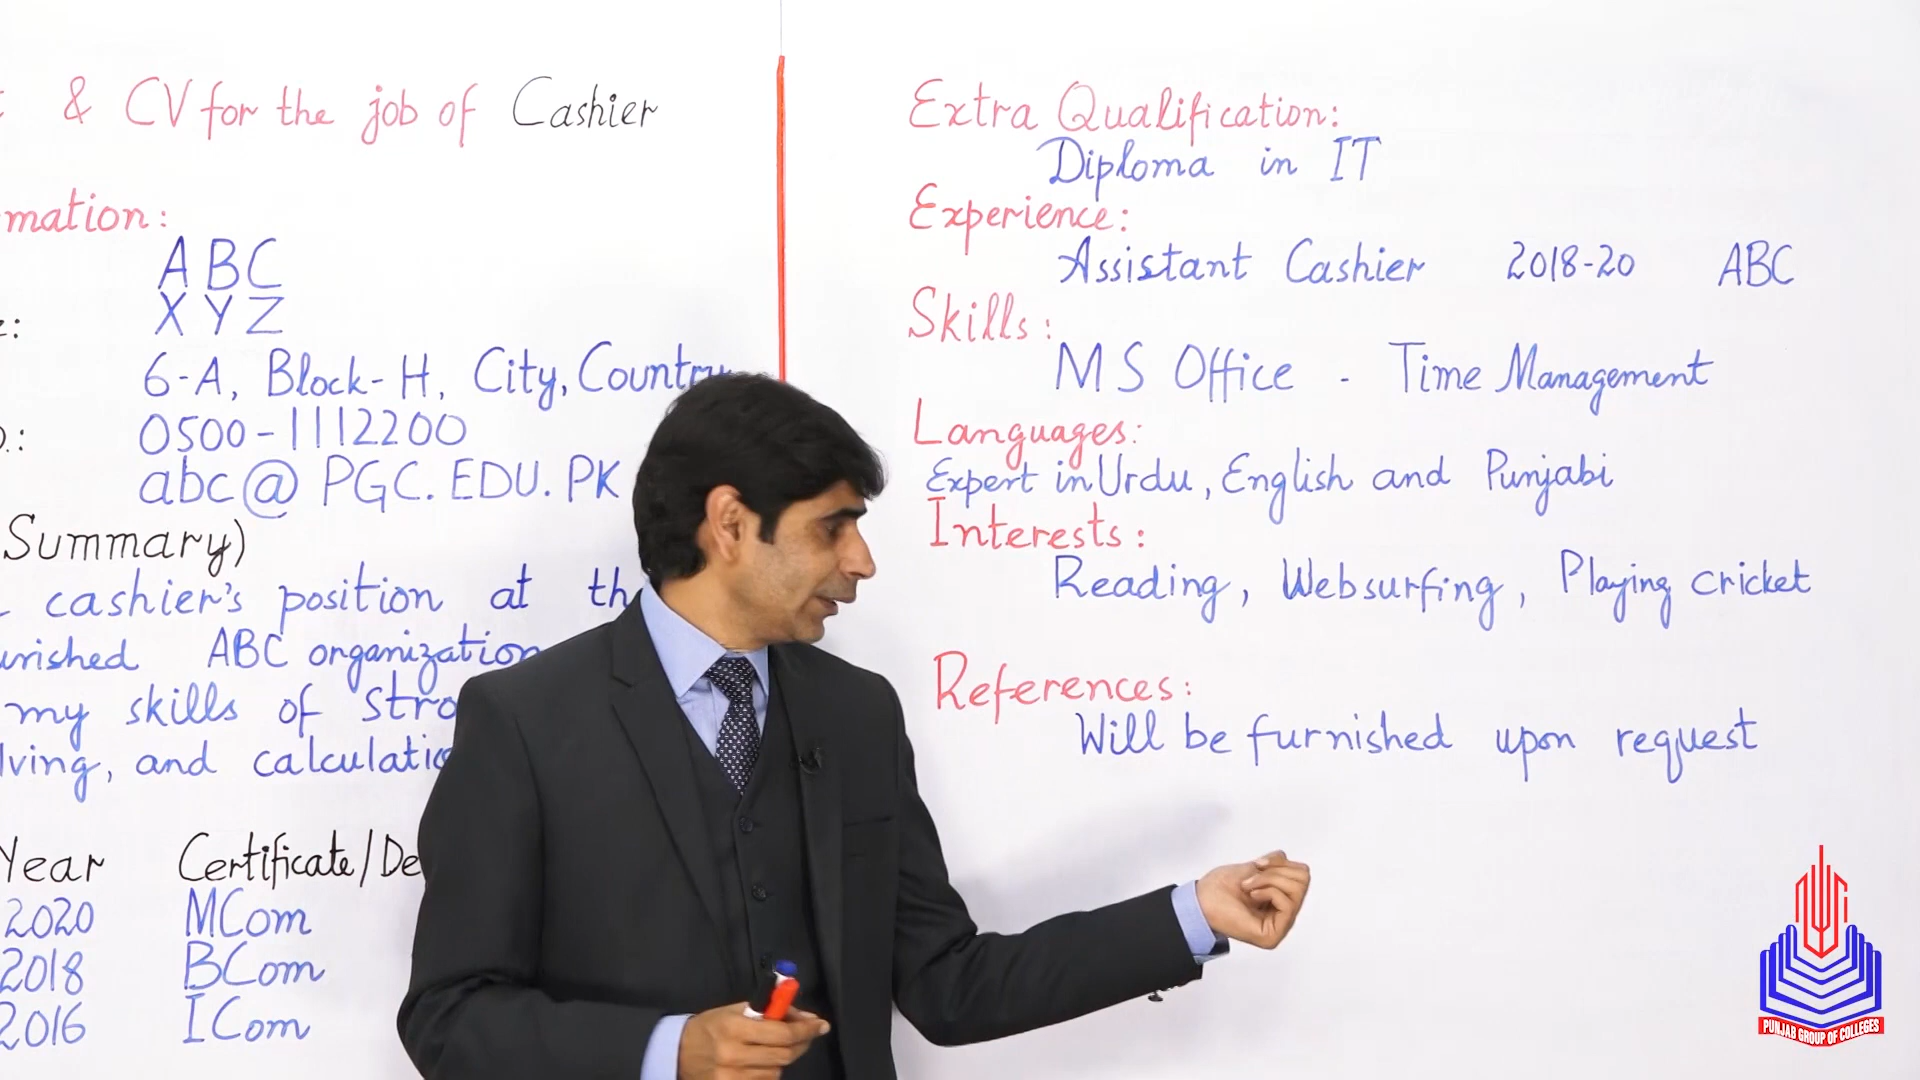 & CV for the job of Cashier
mation:
ABC
XYZ
6-A, Block-H, City, Country
0500-1112200
abc@PGC.EDU.PK
Summary)
cashier's position at
ABC organization
my skills of
and calculatio
Year Certificate/De
2020 MCom
2018 BCom
2016 ICom
Extra Qualification:
Diploma in IT
Experience:
Assistant Cashier 2018-20 ABC
Skills:
MS Office - Time Management
Languages:
Expert in Urdu, English and Punjabi
Interests:
Reading, Websurfing, Playing cricket
References:
Will be furnished upon request
PUNJAB GROUP OF COLLEGES